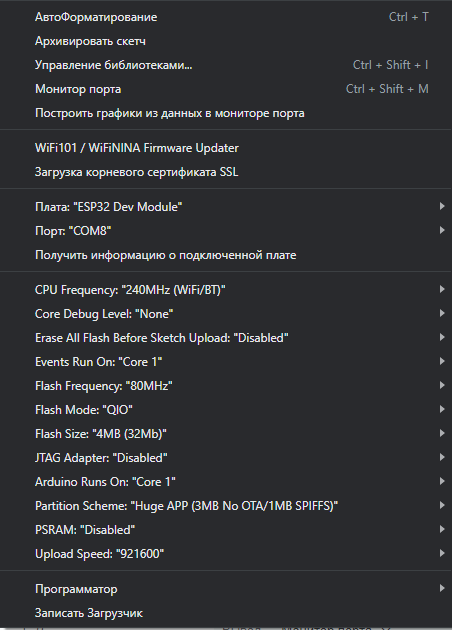 АвтоФорматирование Ctrl + T
Архивировать скетч
Управление библиотеками... Ctrl + Shift + I
Монитор порта Ctrl + Shift + M
Построить графики из данных в мониторе порта
WiFi101 / WiFiNINA Firmware Updater
Загрузка корневого сертификата SSL
Плата: "ESP32 Dev Module"
Порт: "COM8"
Получить информацию о подключенной плате
CPU Frequency: "240MHz (WiFi/BT)"
Core Debug Level: "None"
Erase All Flash Before Sketch Upload: "Disabled"
Events Run On: "Core 1"
Flash Frequency: "80MHz"
Flash Mode: "QIO"
Flash Size: "4MB (32Mb)"
JTAG Adapter: "Disabled"
Arduino Runs On: "Core 1"
Partition Scheme: "Huge APP (3MB No OTA/1MB SPIFFS)"
PSRAM: "Disabled"
Upload Speed: "921600"
Программатор
Записать Загрузчик